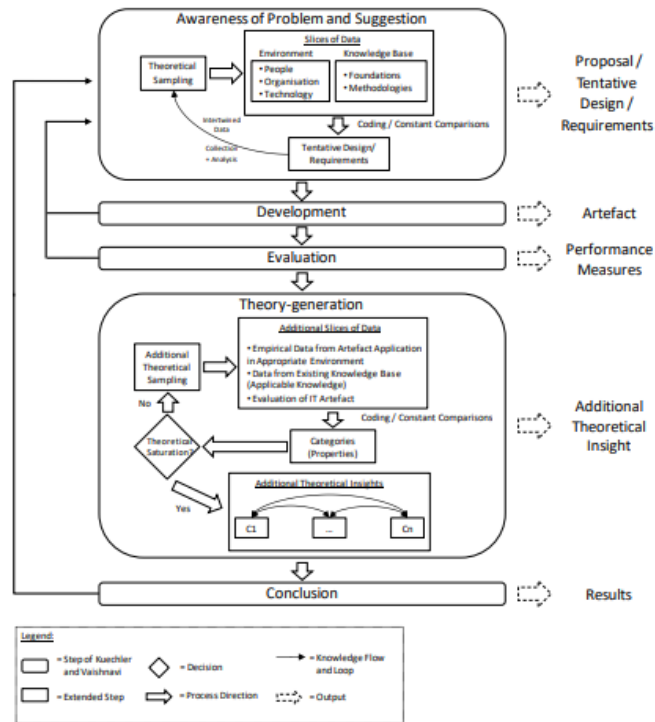 Awareness of Problem and Suggestion
Slices of Data
Environment
Knowledge Base
Theoretical
Sampling
• People
• Organisation
• Technology
• Foundations
• Methodologies
Coding / Constant Comparisons
Intertwined
Data
Collection
+ Analysis
Tentative Design/
Requirements
Proposal /
Tentative
Design /
Requirements
Development
Artefact
Evaluation
Performance
Measures
Theory-generation
Additional Slices of Data
Additional
Theoretical
Sampling
• Empirical Data from Artefact Application
in Appropriate Environment
• Data from Existing Knowledge Base
(Applicable Knowledge)
• Evaluation of IT Artefact
No
Coding / Constant Comparisons
Theoretical
Saturation?
Categories
(Properties)
Yes
Additional Theoretical Insights
C1
...
Cn
Additional
Theoretical
Insight
Conclusion
Results
Legend:
= Step of Kuechler
and Vaishnavi
= Decision
= Knowledge Flow
and Loop
= Extended Step
= Process Direction
= Output